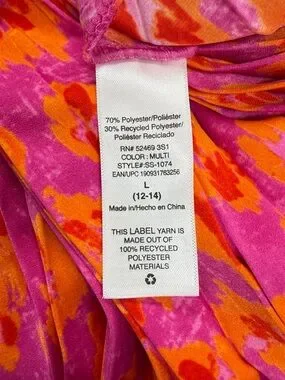 70% Polyester/Poliéster
30% Recycled Polyester/
Poliéster Reciclado
RN# 52469 3S1
COLOR: MULTI
STYLE#:SS-1074
EAN/UPC 190931763256
L
(12-14)
Made in/Hecho en China
THIS LABEL YARN IS
MADE OUT OF
100% RECYCLED
POLYESTER
MATERIALS